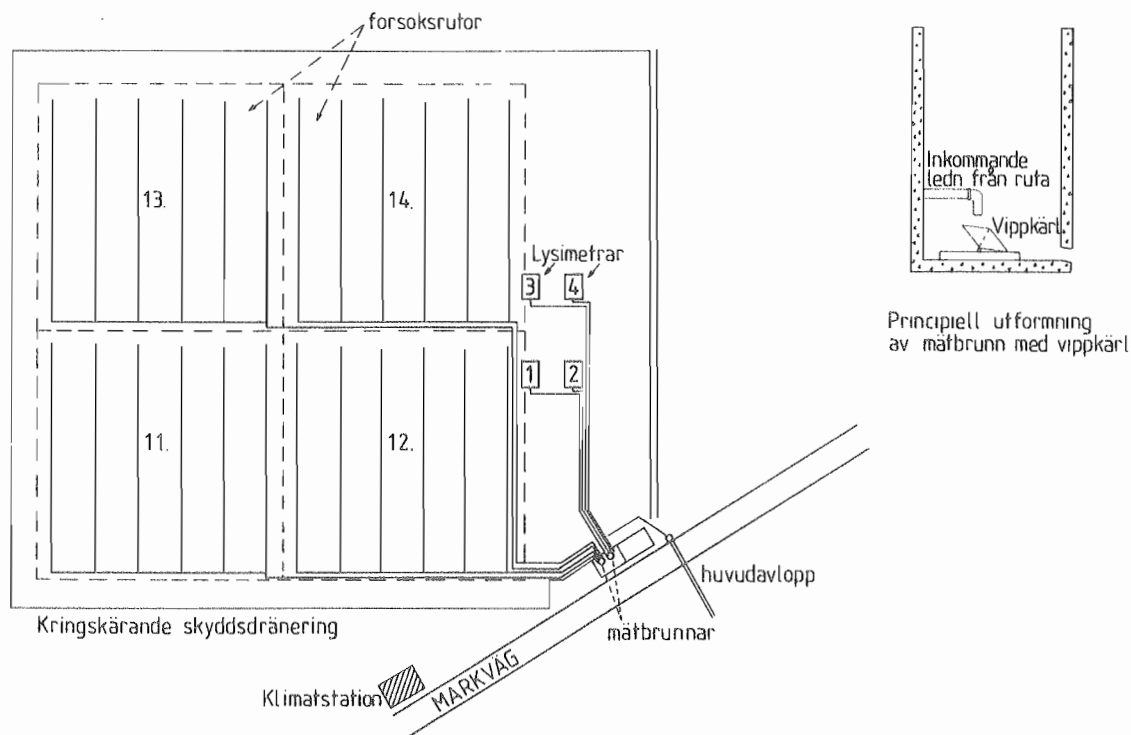 forsoksrutor
13.
14.
Lysimetrar
3
4
1
2
11.
12.
huvudavlopp
mätbrunnar
Kringskärande skyddsdränering
MARKVÄG
Klimatstation
Inkommande
ledn från ruta
Vippkärl
Principiell utformning
av mätbrunn med vippkärl